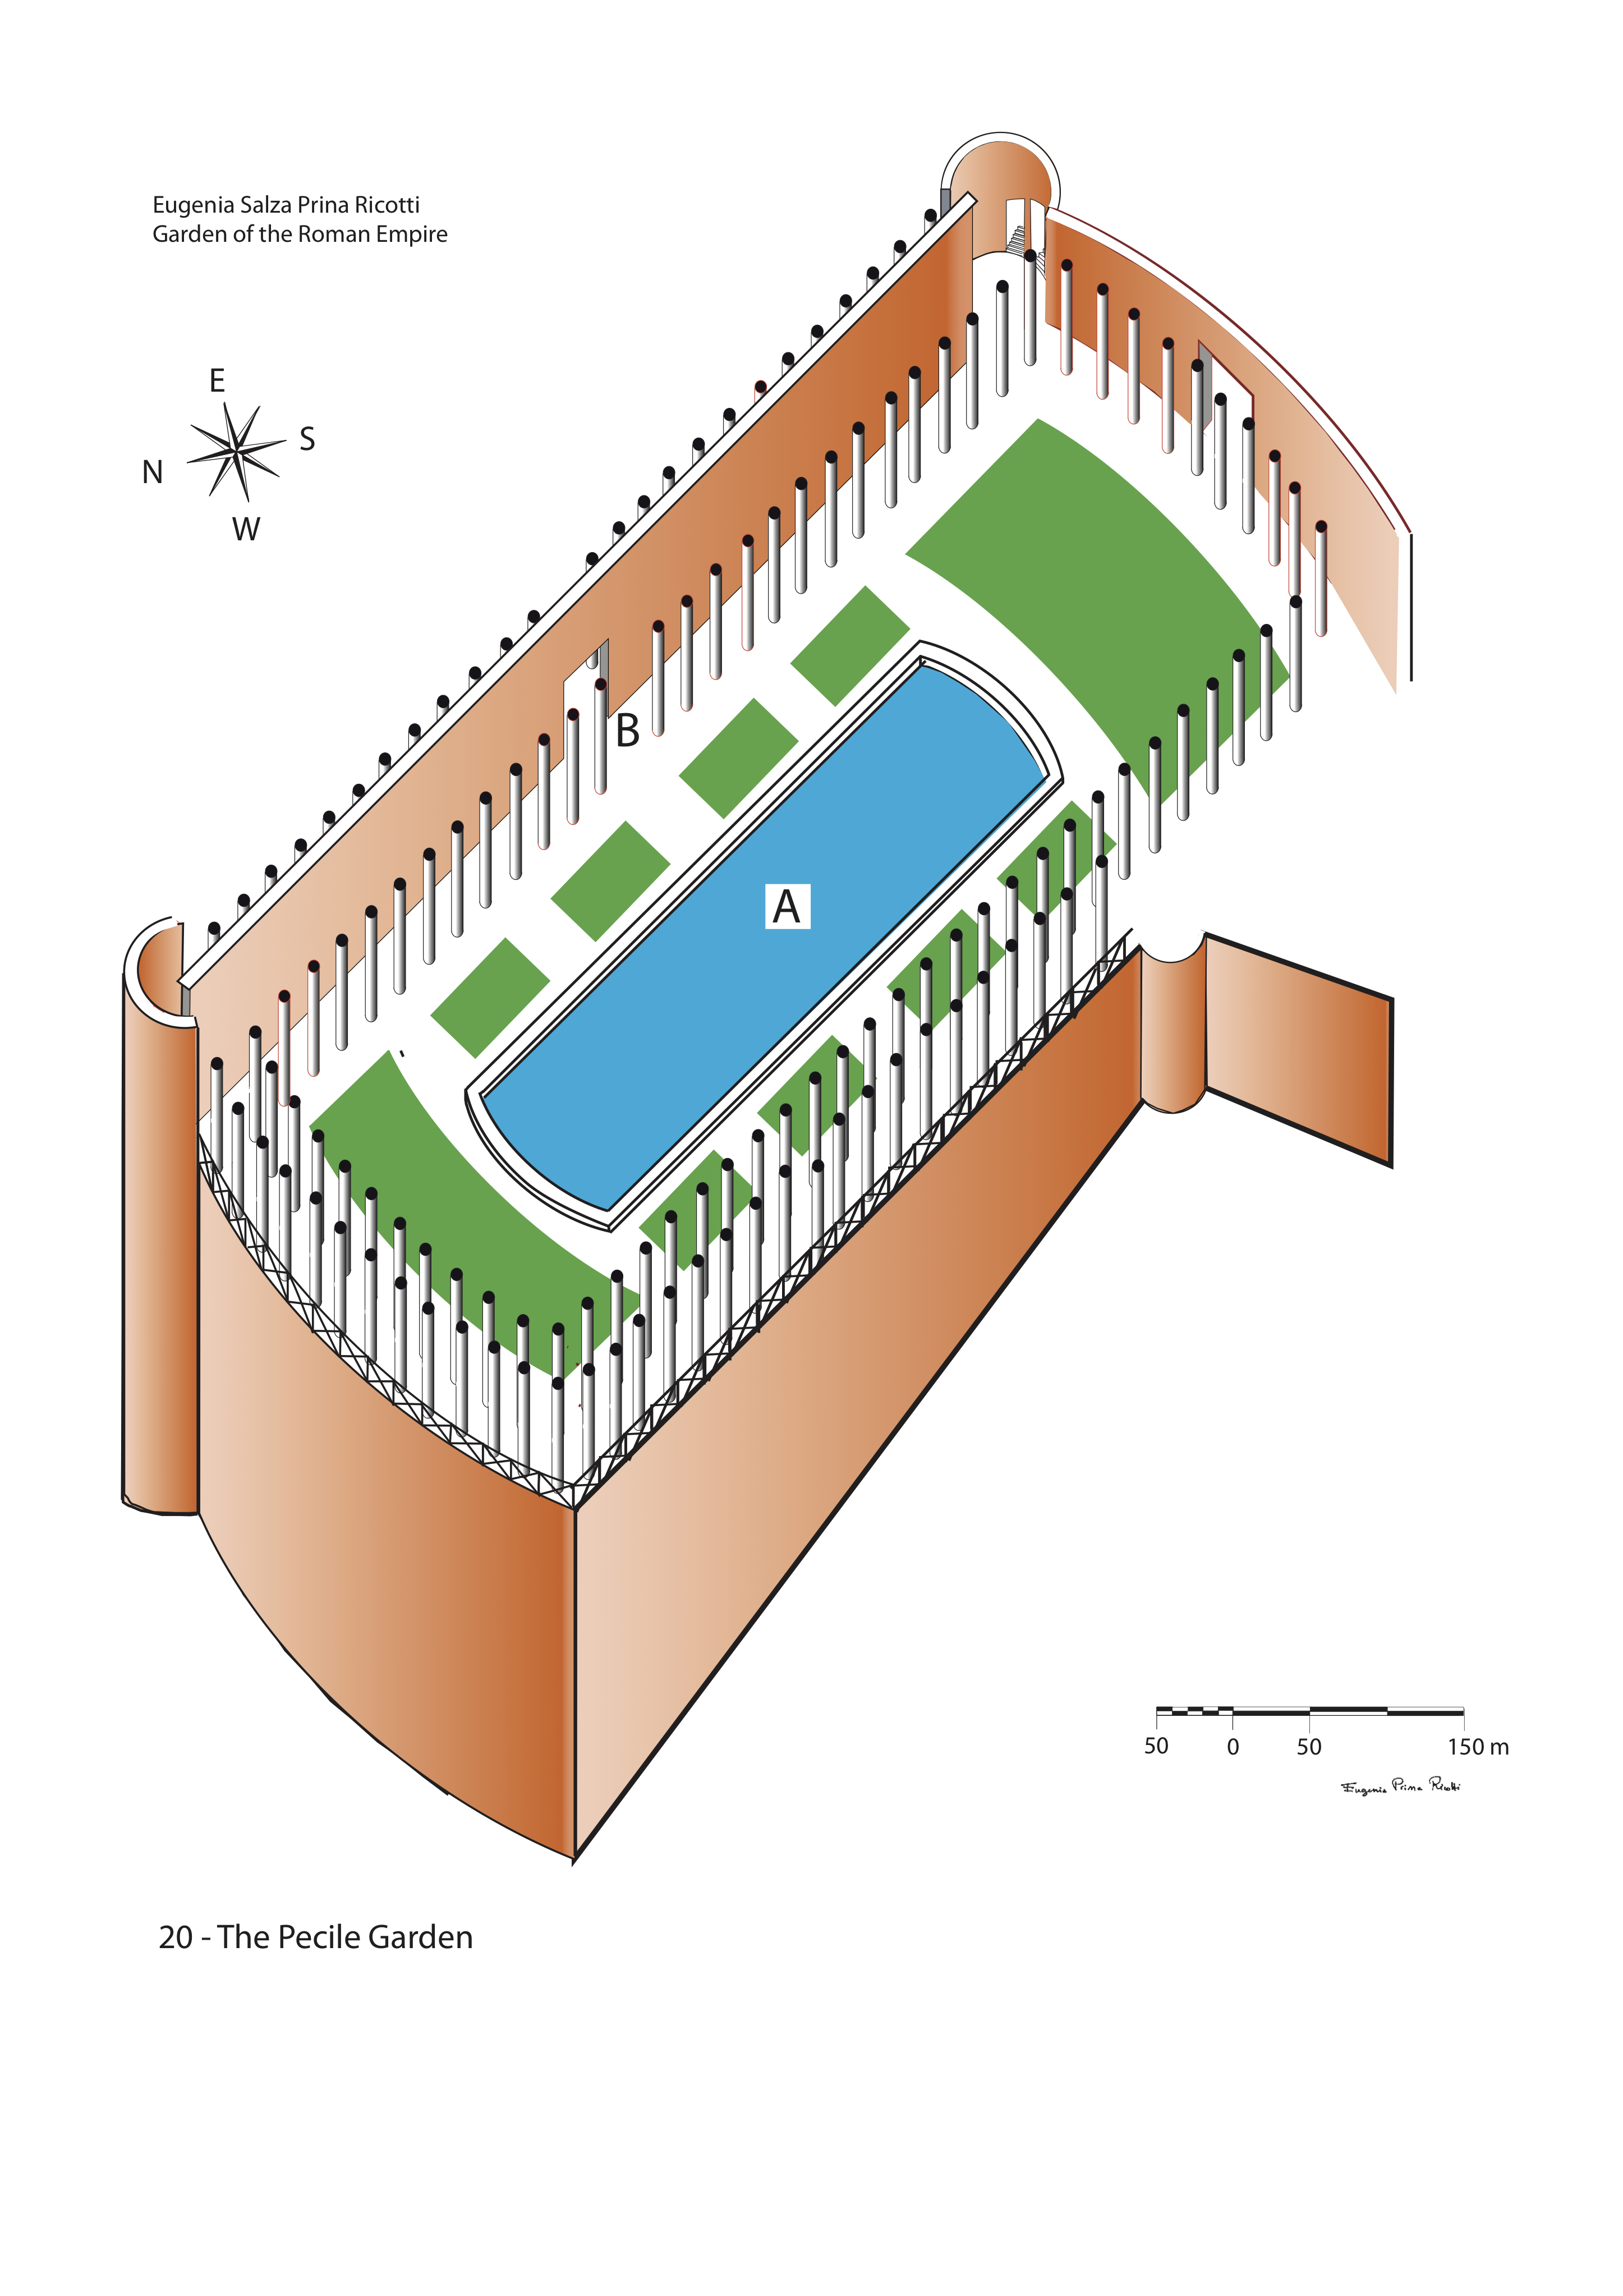 Eugenia Salza Prina Ricotti
Garden of the Roman Empire
E
S
N
W
B
A
50 0 50 150 m
Eugenia Prina Ricotti
20 - The Pecile Garden